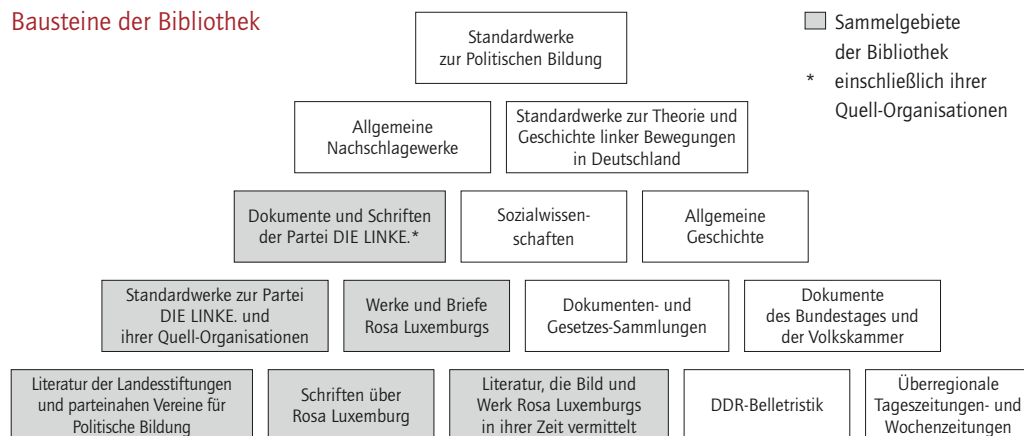 Bausteine der Bibliothek
Standardwerke
zur Politischen Bildung
Sammelgebiete
der Bibliothek
* einschließlich ihrer
Quell-Organisationen
Allgemeine
Nachschlagewerke
Standardwerke zur Theorie und
Geschichte linker Bewegungen
in Deutschland
Dokumente und Schriften
der Partei DIE LINKE.*
Sozialwissen-
schaften
Allgemeine
Geschichte
Standardwerke zur Partei
DIE LINKE. und
ihrer Quell-Organisationen
Werke und Briefe
Rosa Luxemburgs
Dokumenten- und
Gesetzes-Sammlungen
Dokumente
des Bundestages und
der Volkskammer
Literatur der Landesstiftungen
und parteinahen Vereine für
Politische Bildung
Schriften über
Rosa Luxemburg
Literatur, die Bild und
Werk Rosa Luxemburgs
in ihrer Zeit vermittelt
DDR-Belletristik
Überregionale
Tageszeitungen- und
Wochenzeitungen